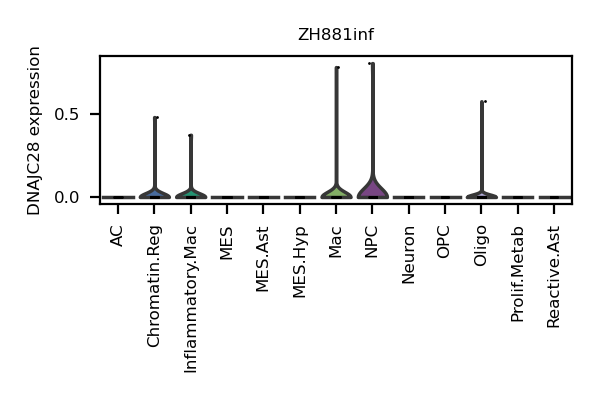 ZH881inf
DNAJC28 expression
0.5
0.0
AC
Chromatin.Reg
Inflammatory.Mac
MES
MES.Ast
MES.Hyp
Mac
NPC
Neuron
OPC
Oligo
Prolif.Metab
Reactive.Ast